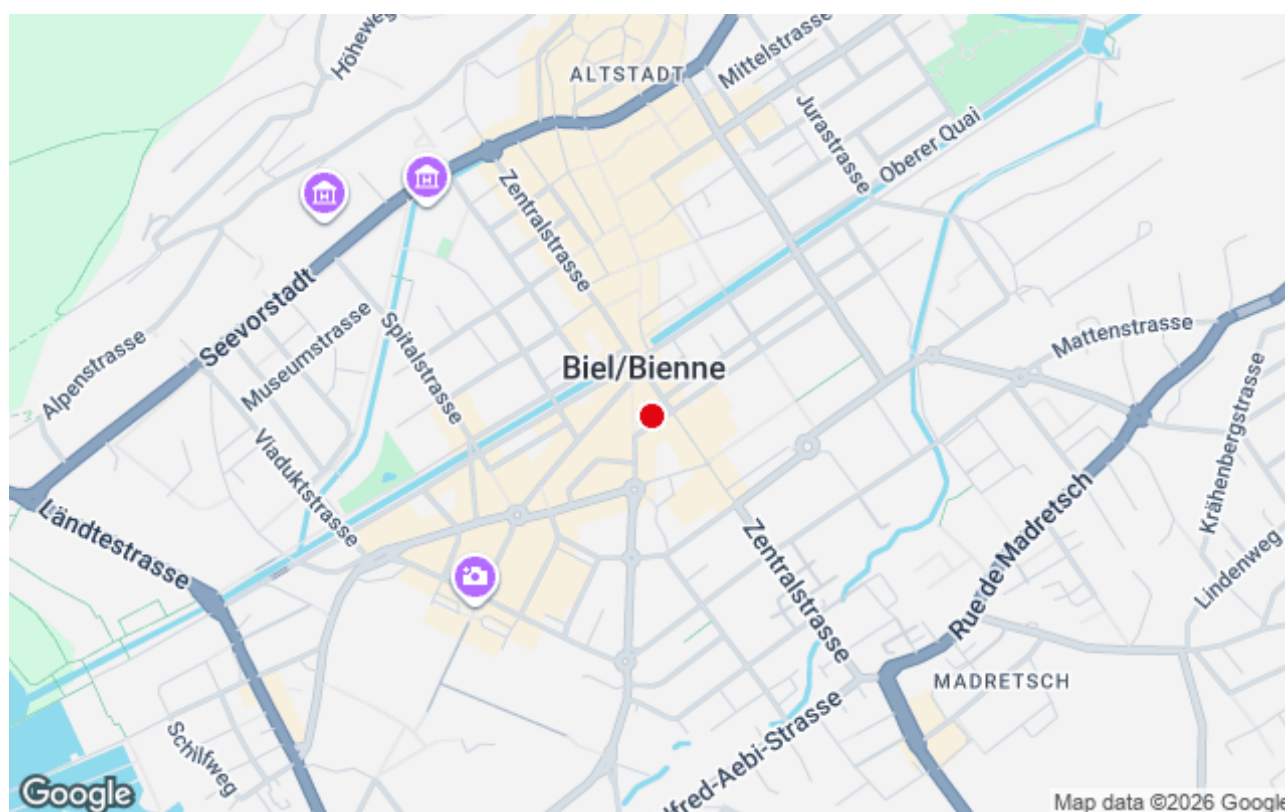 Höheweg
ALTSTADT
Mittelstrasse
Jurastrasse
Oberer Quai
Zentralstrasse
Seevorstadt
Museumstrasse
Spitalstrasse
Alpenstrasse
Viaduktstrasse
Biel/Bienne
Mattenstrasse
Krähenbergstrasse
Ländtestrasse
Rue de Madretsch
Lindenweg
Zentralstrasse
MADRETSCH
Schilfweg
lfred-Aebi-Strasse
Google
Map data ©2026 Google